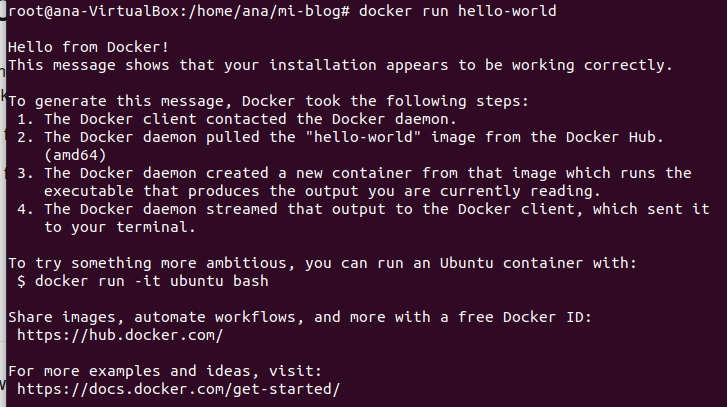 root@ana-VirtualBox:/home/ana/mi-blog# docker run hello-world
Hello from Docker!
This message shows that your installation appears to be working correctly.
To generate this message, Docker took the following steps:
1. The Docker client contacted the Docker daemon.
2. The Docker daemon pulled the "hello-world" image from the Docker Hub.
(amd64)
3. The Docker daemon created a new container from that image which runs the
executable that produces the output you are currently reading.
4. The Docker daemon streamed that output to the Docker client, which sent it
to your terminal.
To try something more ambitious, you can run an Ubuntu container with:
$ docker run -it ubuntu bash
Share images, automate workflows, and more with a free Docker ID:
https://hub.docker.com/
For more examples and ideas, visit:
https://docs.docker.com/get-started/